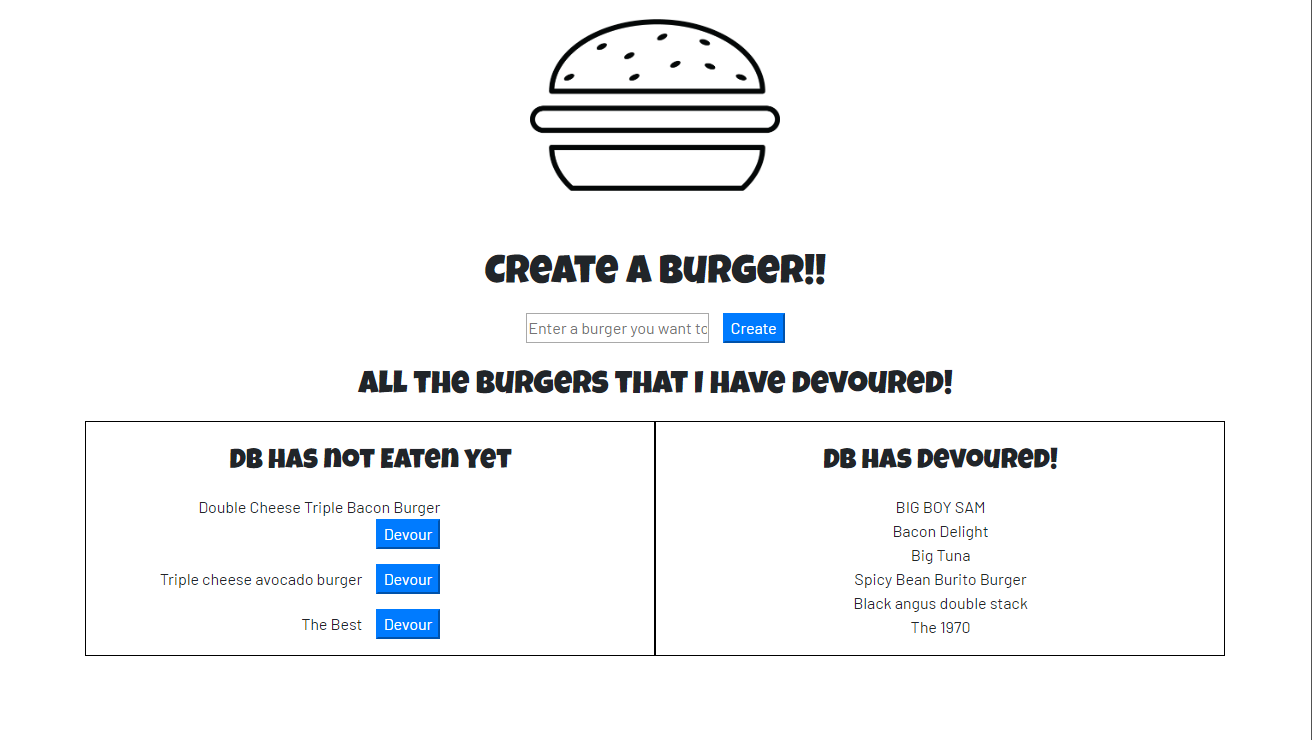 Create A Burger!!
Enter a burger you want to
Create
All The Burgers That I Have Devoured!
DB Has Not Eaten Yet
Double Cheese Triple Bacon Burger
Devour
Triple cheese avocado burger Devour
The Best Devour
DB Has Devoured!
BIG BOY SAM
Bacon Delight
Big Tuna
Spicy Bean Burito Burger
Black angus double stack
The 1970